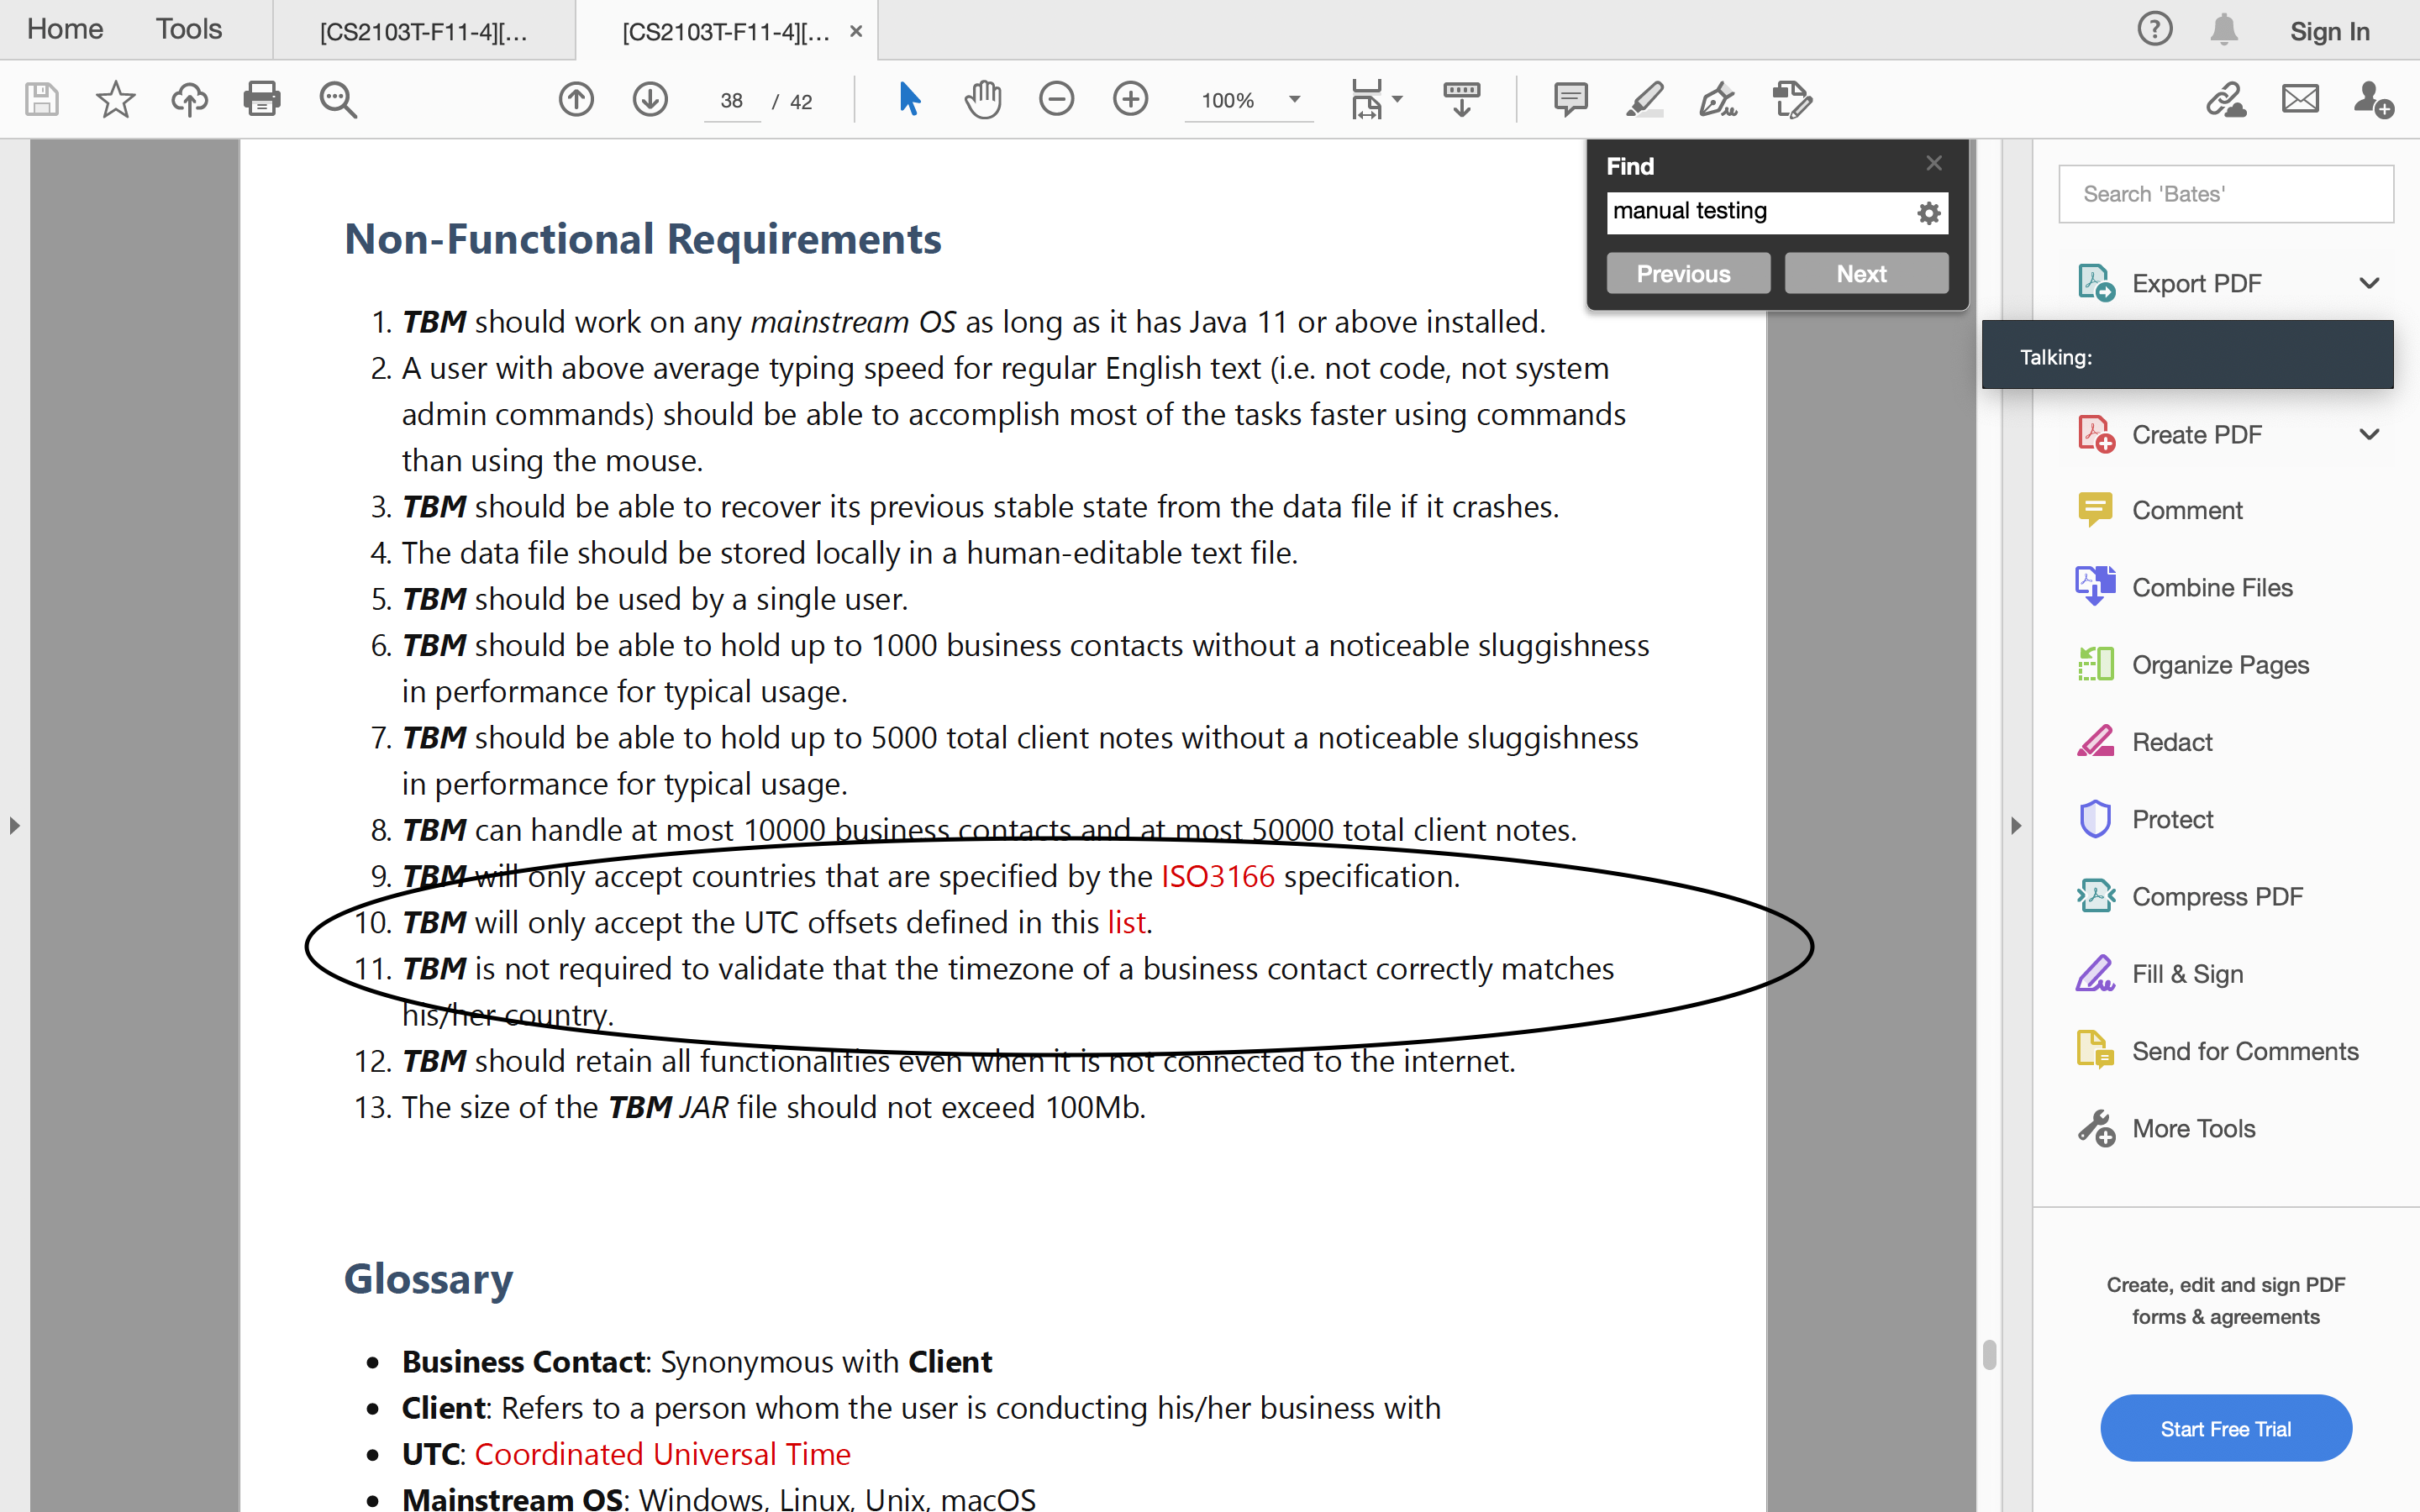 Home Tools [CS2103T-F11-4][... [CS2103T-F11-4][... × ? Sign In
38 / 42 100%
Find
manual testing
Previous Next
Search 'Bates'
Export PDF
Talking:
Create PDF
Comment
Combine Files
Organize Pages
Redact
Protect
Compress PDF
Fill & Sign
Send for Comments
More Tools
Create, edit and sign PDF
forms & agreements
Start Free Trial
Non-Functional Requirements
1. TBM should work on any mainstream OS as long as it has Java 11 or above installed.
2. A user with above average typing speed for regular English text (i.e. not code, not system
admin commands) should be able to accomplish most of the tasks faster using commands
than using the mouse.
3. TBM should be able to recover its previous stable state from the data file if it crashes.
4. The data file should be stored locally in a human-editable text file.
5. TBM should be used by a single user.
6. TBM should be able to hold up to 1000 business contacts without a noticeable sluggishness
in performance for typical usage.
7. TBM should be able to hold up to 5000 total client notes without a noticeable sluggishness
in performance for typical usage.
8. TBM can handle at most 10000 business contacts and at most 50000 total client notes.
9. TBM will only accept countries that are specified by the ISO3166 specification.
10. TBM will only accept the UTC offsets defined in this list.
11. TBM is not required to validate that the timezone of a business contact correctly matches
his/her country.
12. TBM should retain all functionalities even when it is not connected to the internet.
13. The size of the TBM JAR file should not exceed 100Mb.
Glossary
• Business Contact: Synonymous with Client
• Client: Refers to a person whom the user is conducting his/her business with
• UTC: Coordinated Universal Time
• Mainstream OS: Windows, Linux, Unix, macOS